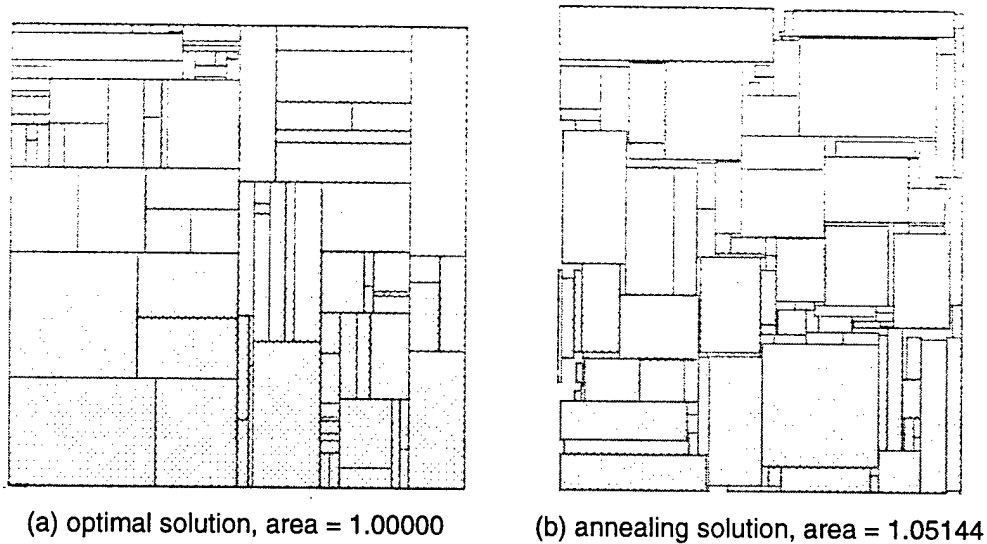 (a) optimal solution, area = 1.00000
(b) annealing solution, area = 1.05144